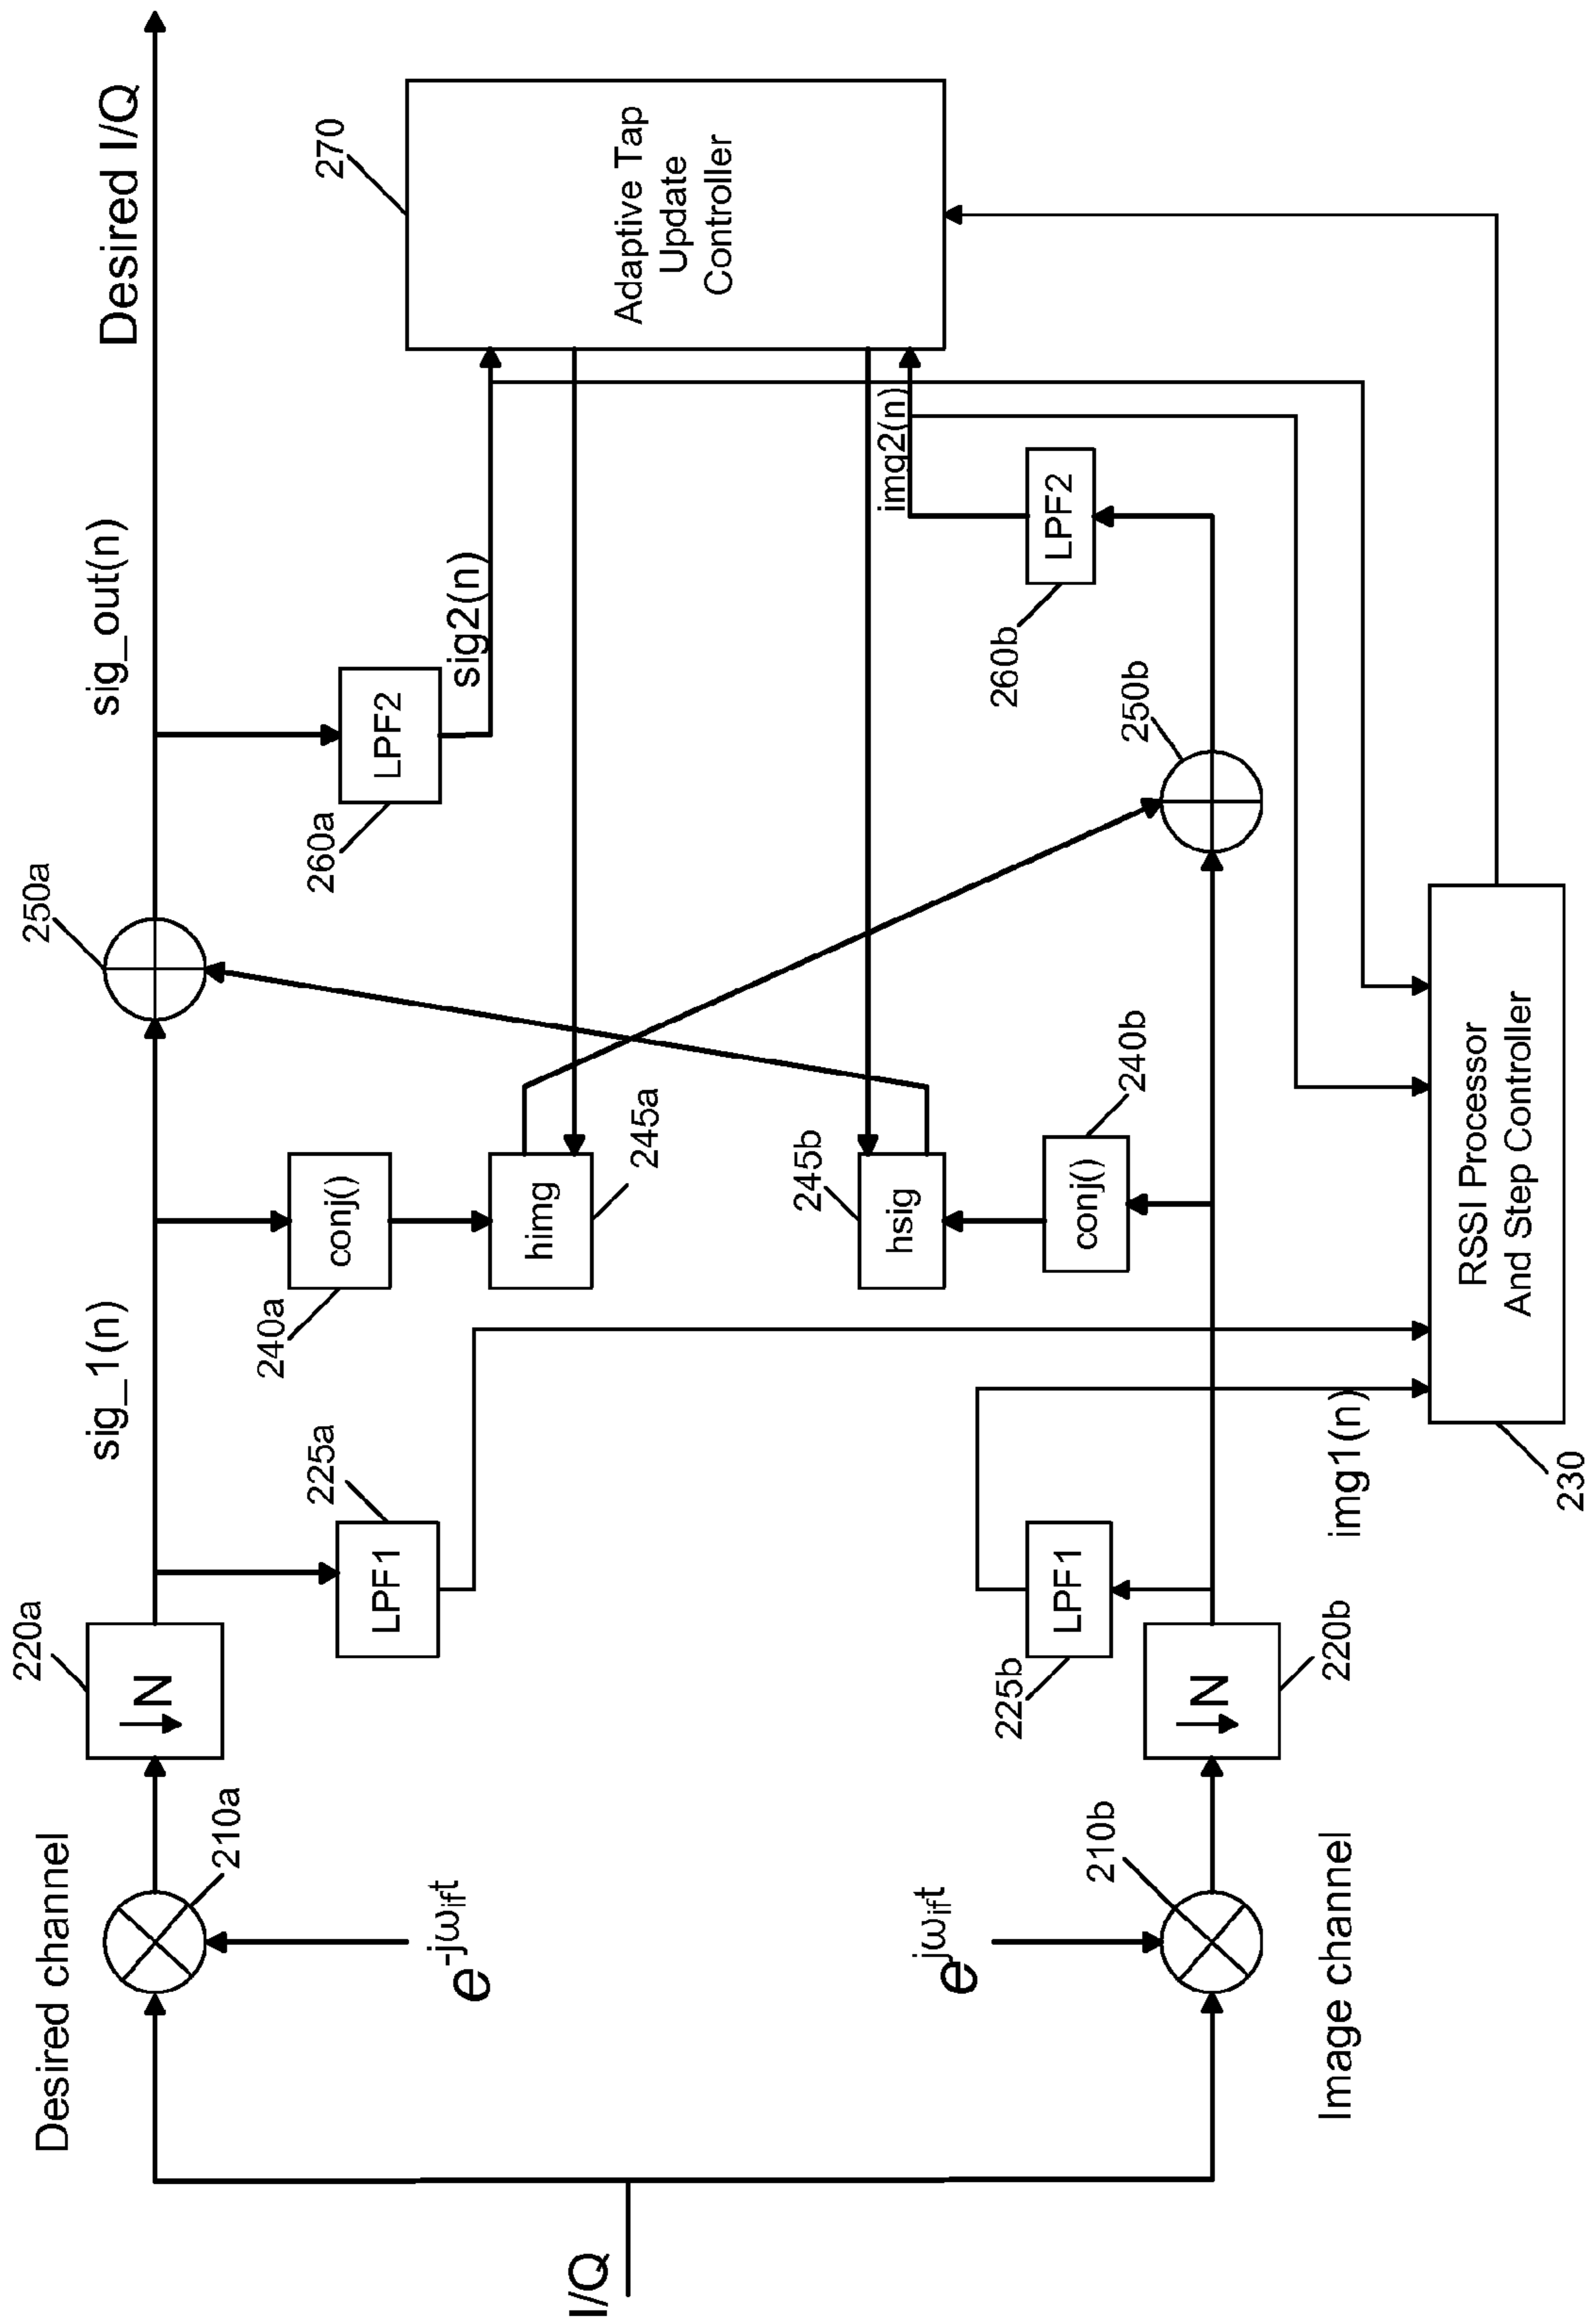 Desired channel
220a
↓N
sig_1(n)
250a
sig_out(n)
Desired I/Q
210a
e^-jω_if t
225a
LPF1
240a
conj()
himg
245a
260a
LPF2
sig2(n)
270
Adaptive Tap
Update
Controller
I/Q
e^jω_if t
210b
Image channel
225b
LPF1
↓N
220b
img1(n)
245b
hsig
conj()
240b
250b
260b
LPF2
img2(n)
230
RSSI Processor
And Step Controller